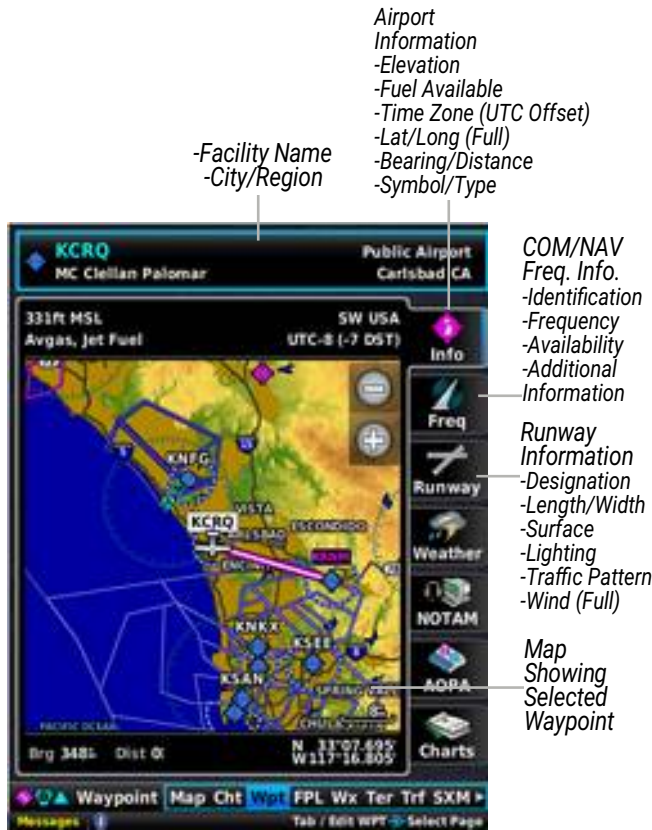 Airport
Information
-Elevation
-Fuel Available
-Time Zone (UTC Offset)
-Lat/Long (Full)
-Bearing/Distance
-Symbol/Type
-Facility Name
-City/Region
KCRQ
Public Airport
MC Clellan Palomar
Carlsbad CA
331ft MSL
SW USA
Avgas, Jet Fuel
UTC-8 (-7 DST)
Info
Freq
Runway
Weather
NOTAM
AOPA
Charts
KNFG
VISTA
KCRQ
ESCONDIDO
KNKX
KSEE
KSAN
SPRING
CHULA
PACIFIC OCEAN
Brg 348°
Dist 0
N 33°07.695'
W117°16.805'
Waypoint
Map Cht Wpt FPL Wx Ter Trf SXM
Messages
Tab / Edit WPT
Select Page
COM/NAV
Freq. Info.
-Identification
-Frequency
-Availability
-Additional
Information
Runway
Information
-Designation
-Length/Width
-Surface
-Lighting
-Traffic Pattern
-Wind (Full)
Map
Showing
Selected
Waypoint